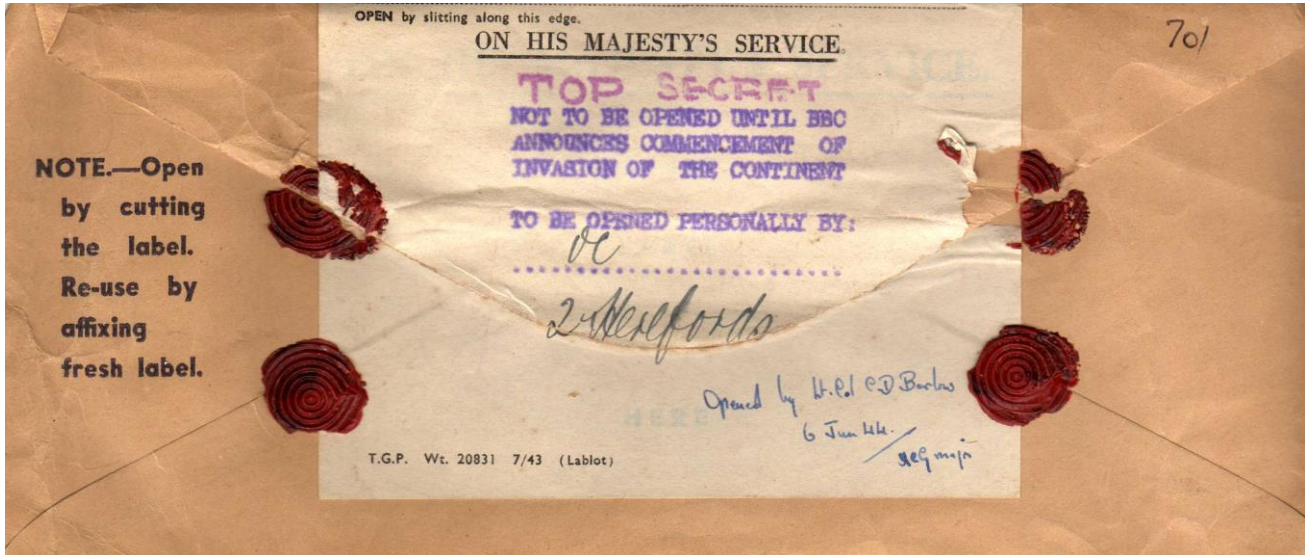 OPEN by slitting along this edge.
ON HIS MAJESTY'S SERVICE.
701
TOP SECRET
NOT TO BE OPENED UNTIL BBC
ANNOUNCES COMMENCEMENT OF
INVASION OF THE CONTINENT
TO BE OPENED PERSONALLY BY:
OC
2 Herefords
NOTE.—Open
by cutting
the label.
Re-use by
affixing
fresh label.
Opened by Lt. Col C D Barlow
6 Jun 44.
major
HERE
T.G.P. Wt. 20831 7/43 (Lablot)